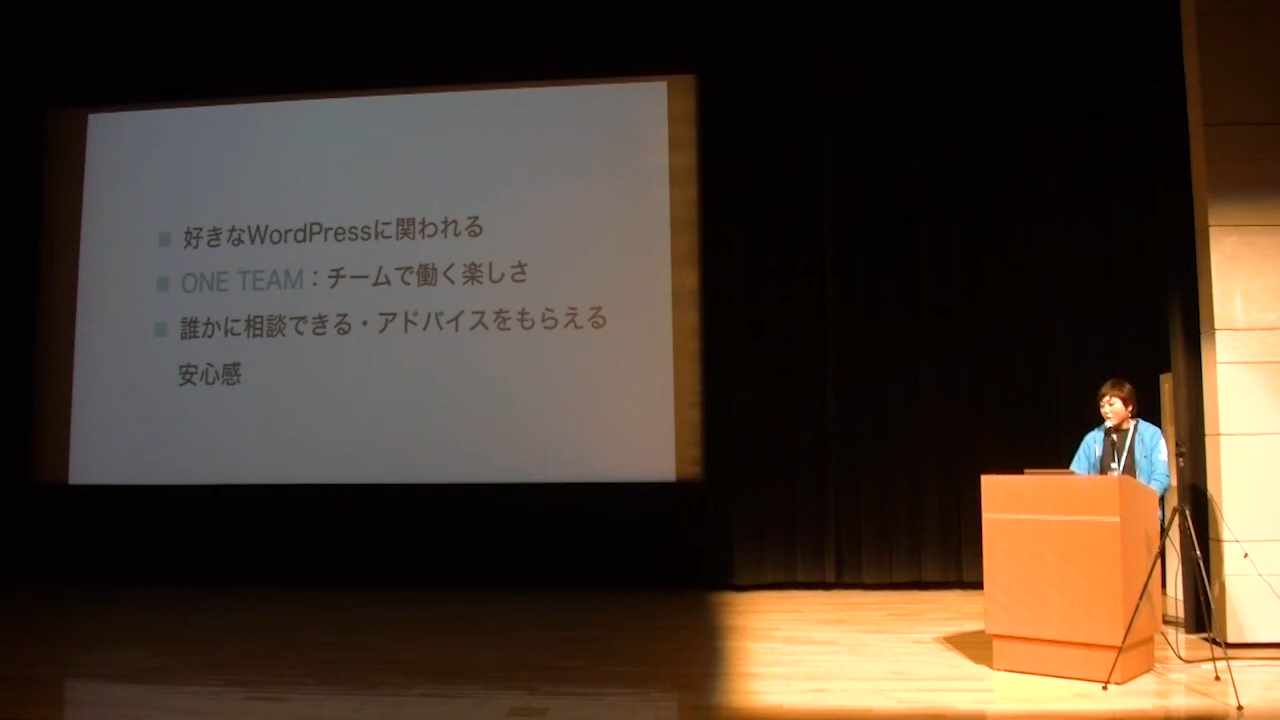 好きなWordPressに関われる
ONE TEAM：チームで働く楽しさ
誰かに相談できる・アドバイスをもらえる
安心感